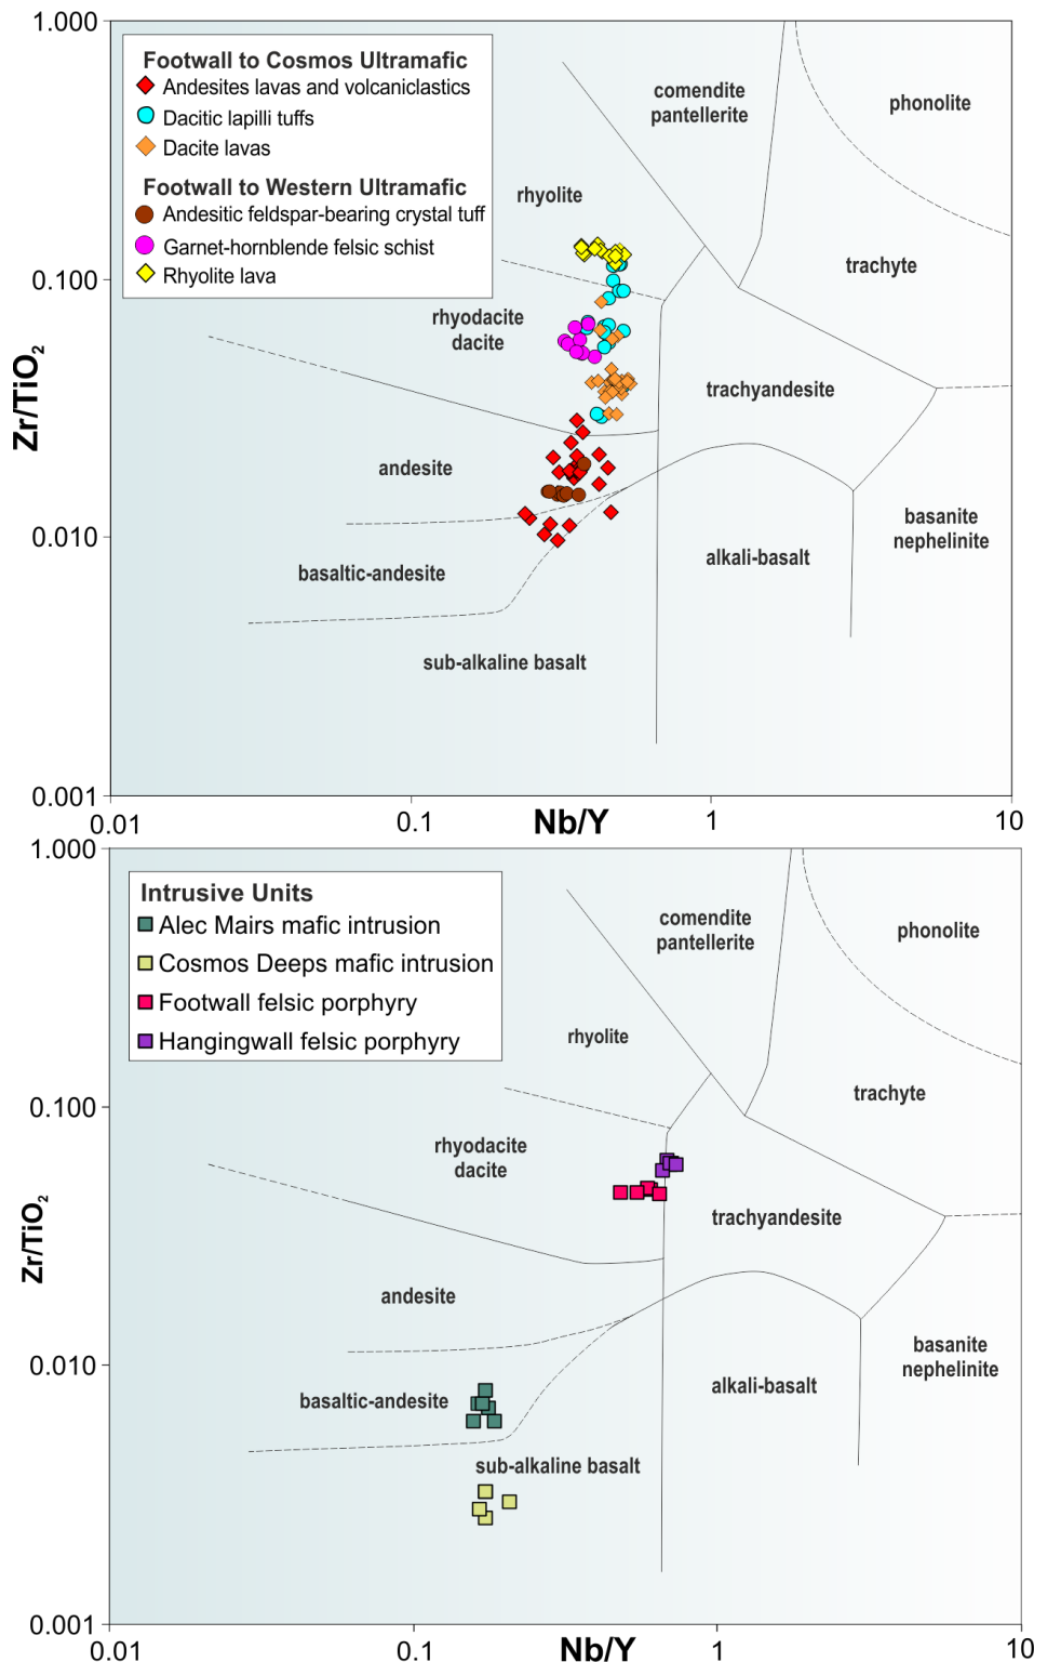 1.000
Zr/TiO2
0.100
0.010
0.001
Footwall to Cosmos Ultramafic
Andesites lavas and volcaniclastics
Dacitic lapilli tuffs
Dacite lavas
Footwall to Western Ultramafic
Andesitic feldspar-bearing crystal tuff
Garnet-hornblende felsic schist
Rhyolite lava
comendite
pantellerite
phonolite
rhyolite
trachyte
rhyodacite
dacite
trachyandesite
andesite
basanite
nephelinite
alkali-basalt
basaltic-andesite
sub-alkaline basalt
0.01
0.1
Nb/Y
1
10
1.000
Zr/TiO2
0.100
0.010
0.001
Intrusive Units
Alec Mairs mafic intrusion
Cosmos Deeps mafic intrusion
Footwall felsic porphyry
Hangingwall felsic porphyry
comendite
pantellerite
phonolite
rhyolite
trachyte
rhyodacite
dacite
trachyandesite
andesite
basanite
nephelinite
alkali-basalt
basaltic-andesite
sub-alkaline basalt
0.01
0.1
Nb/Y
1
10